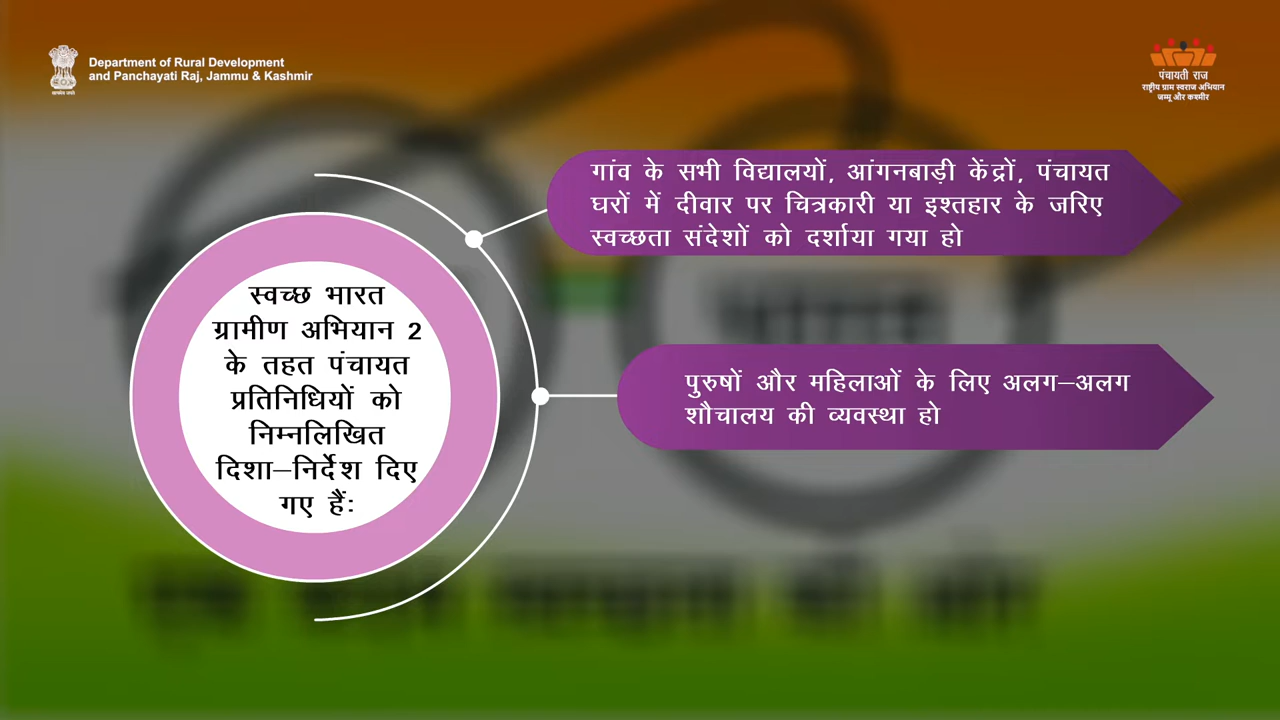 Department of Rural Development
and Panchayati Raj, Jammu & Kashmir
पंचायती राज
राष्ट्रीय ग्राम स्वराज अभियान
जम्मू और कश्मीर
स्वच्छ भारत
ग्रामीण अभियान 2
के तहत पंचायत
प्रतिनिधियों को
निम्नलिखित
दिशा–निर्देश दिए
गए हैं:
गांव के सभी विद्यालयों, आंगनबाड़ी केंद्रों, पंचायत
घरों में दीवार पर चित्रकारी या इश्तहार के जरिए
स्वच्छता संदेशों को दर्शाया गया हो
पुरुषों और महिलाओं के लिए अलग–अलग
शौचालय की व्यवस्था हो